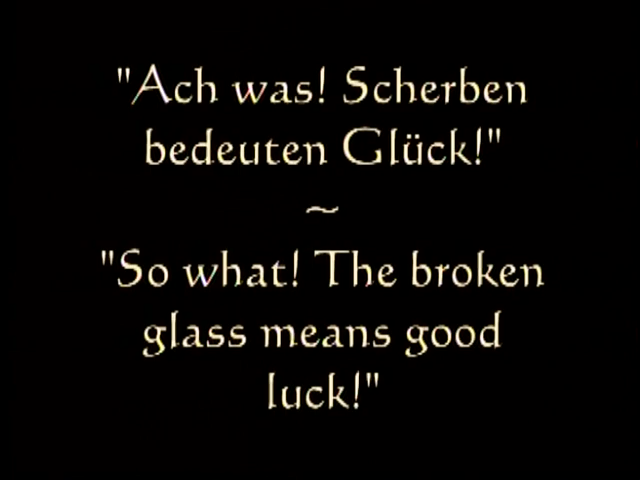 "Ach was! Scherben
bedeuten Glück!"
~
"So what! The broken
glass means good
luck!"